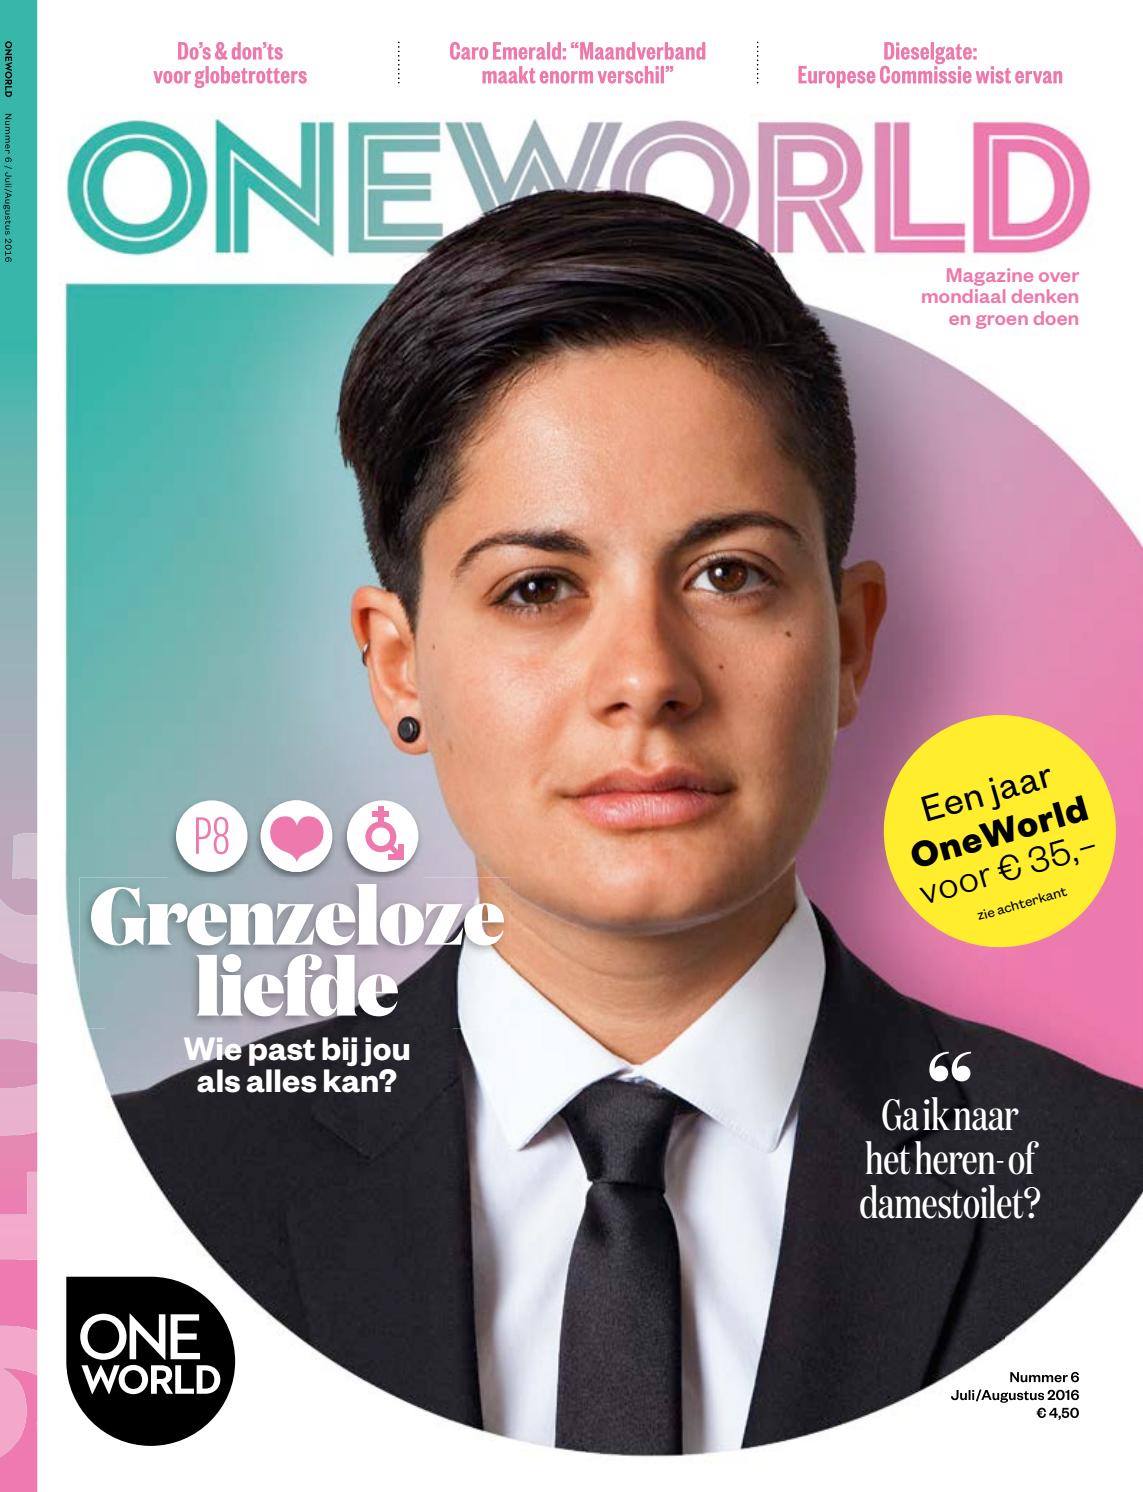 ONEWORLD Nummer 6 / Juli/Augustus 2016
Do's & don'ts
voor globetrotters
Caro Emerald: “Maandverband
maakt enorm verschil”
Dieselgate:
Europese Commissie wist ervan
ONEWORLD
Magazine over
mondiaal denken
en groen doen
Een jaar
OneWorld
voor € 35,–
zie achterkant
P8
Grenzeloze
liefde
Wie past bij jou
als alles kan?
“
Ga ik naar
het heren- of
damestoilet?
ONE
WORLD
Nummer 6
Juli/Augustus 2016
€ 4,50